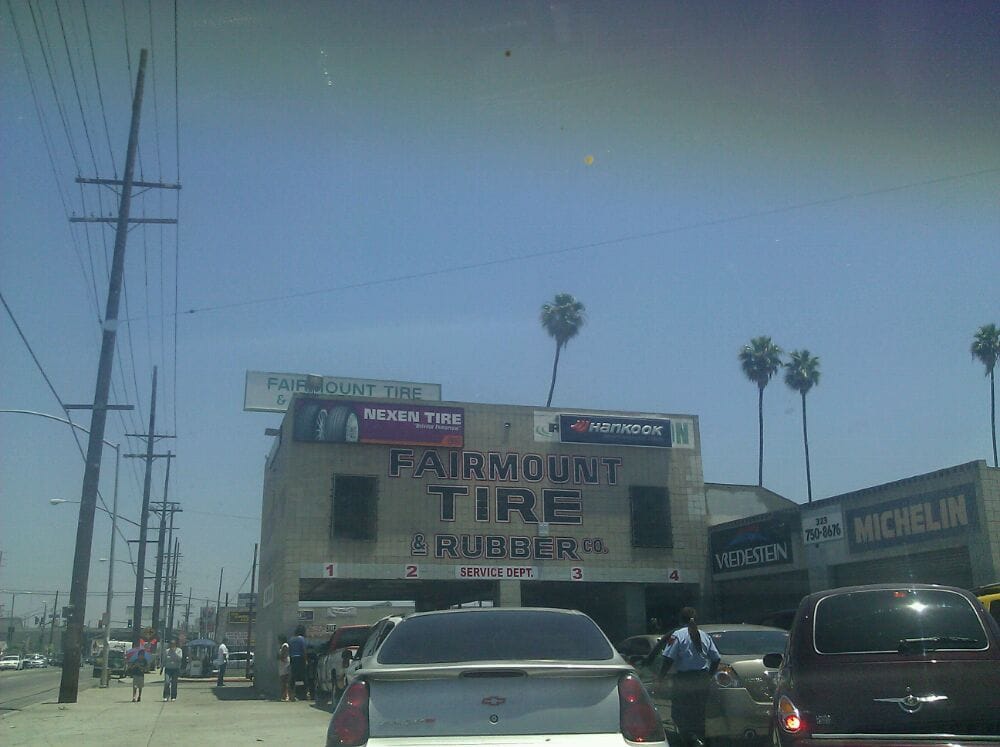 FAIRMOUNT TIRE
&
NEXEN TIRE
HANKOOK
FAIRMOUNT
TIRE
& RUBBER CO.
1 2 SERVICE DEPT. 3 4
VREDESTEIN
323
750-8676
MICHELIN